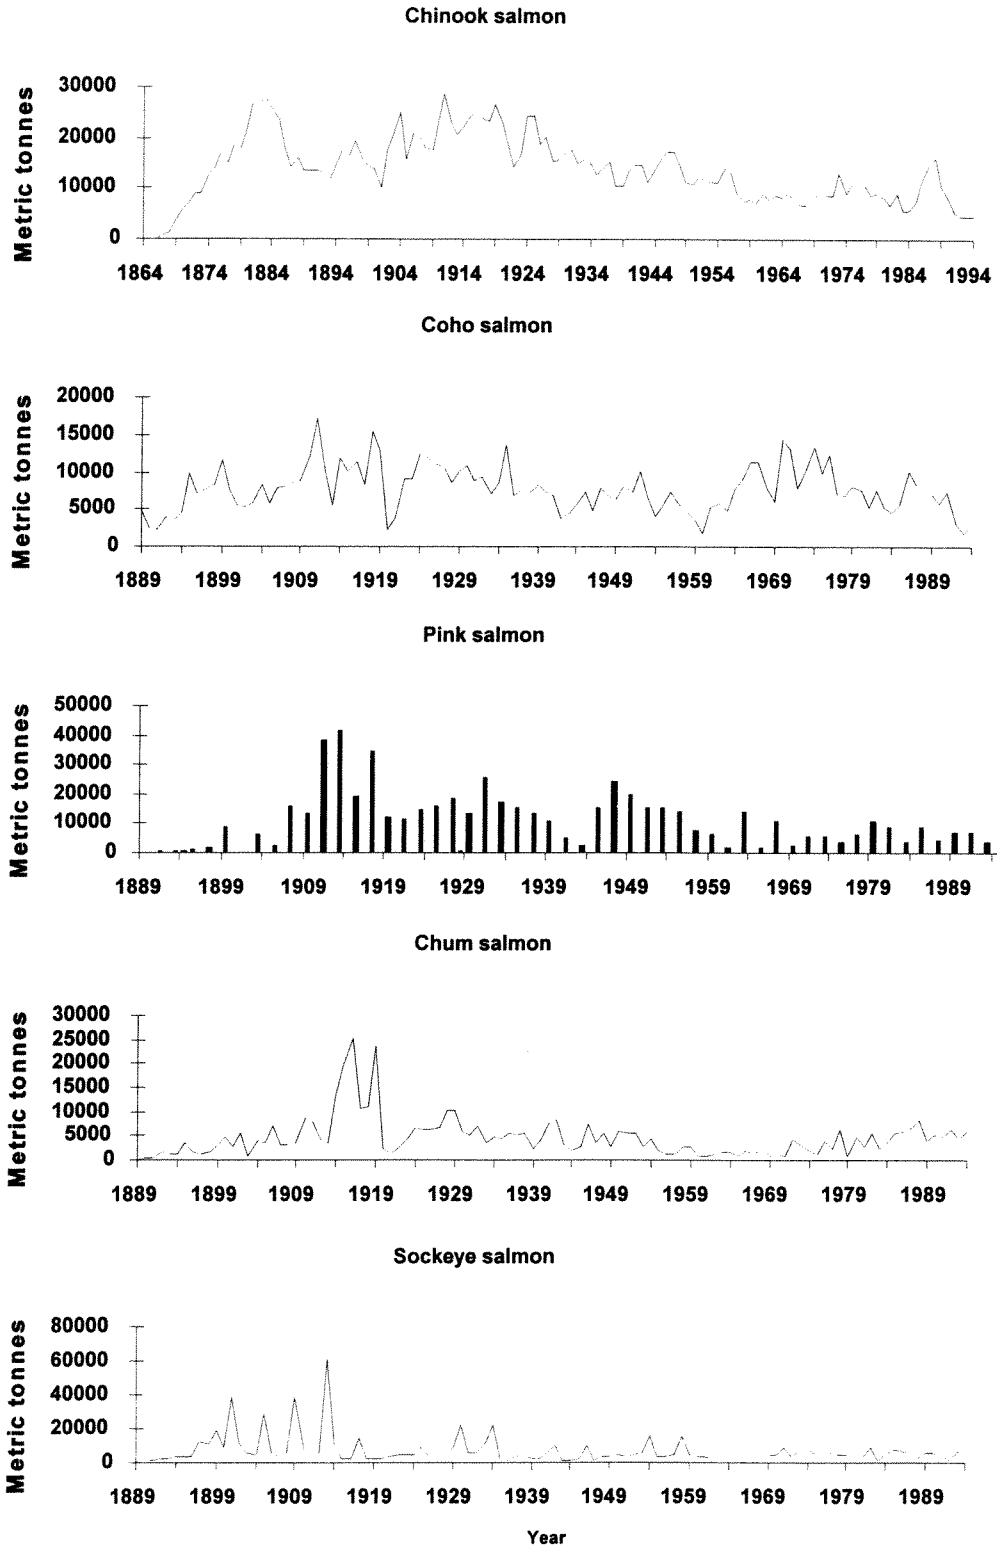 Chinook salmon
Metric tonnes
30000
20000
10000
0
1864 1874 1884 1894 1904 1914 1924 1934 1944 1954 1964 1974 1984 1994
Coho salmon
Metric tonnes
20000
15000
10000
5000
0
1889 1899 1909 1919 1929 1939 1949 1959 1969 1979 1989
Pink salmon
Metric tonnes
50000
40000
30000
20000
10000
0
1889 1899 1909 1919 1929 1939 1949 1959 1969 1979 1989
Chum salmon
Metric tonnes
30000
25000
20000
15000
10000
5000
0
1889 1899 1909 1919 1929 1939 1949 1959 1969 1979 1989
Sockeye salmon
Metric tonnes
80000
60000
40000
20000
0
1889 1899 1909 1919 1929 1939 1949 1959 1969 1979 1989
Year